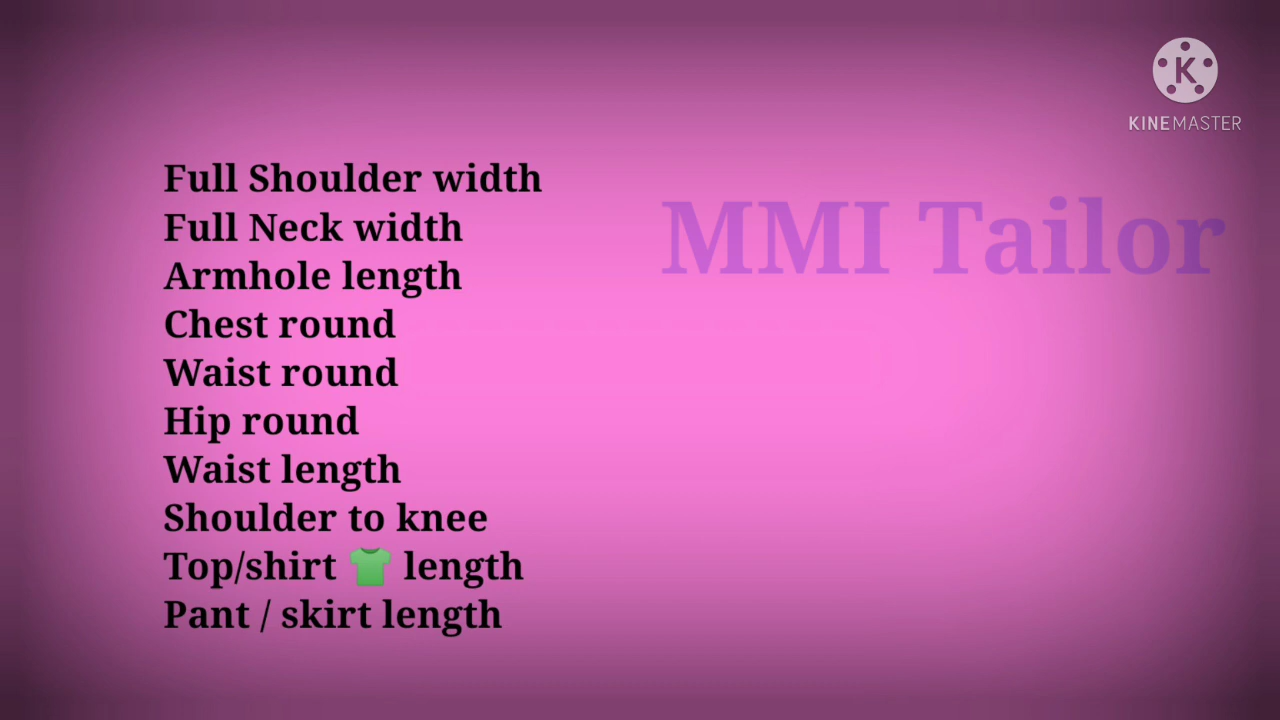 KINEMASTER
MMI Tailor
Full Shoulder width
Full Neck width
Armhole length
Chest round
Waist round
Hip round
Waist length
Shoulder to knee
Top/shirt 👕 length
Pant / skirt length